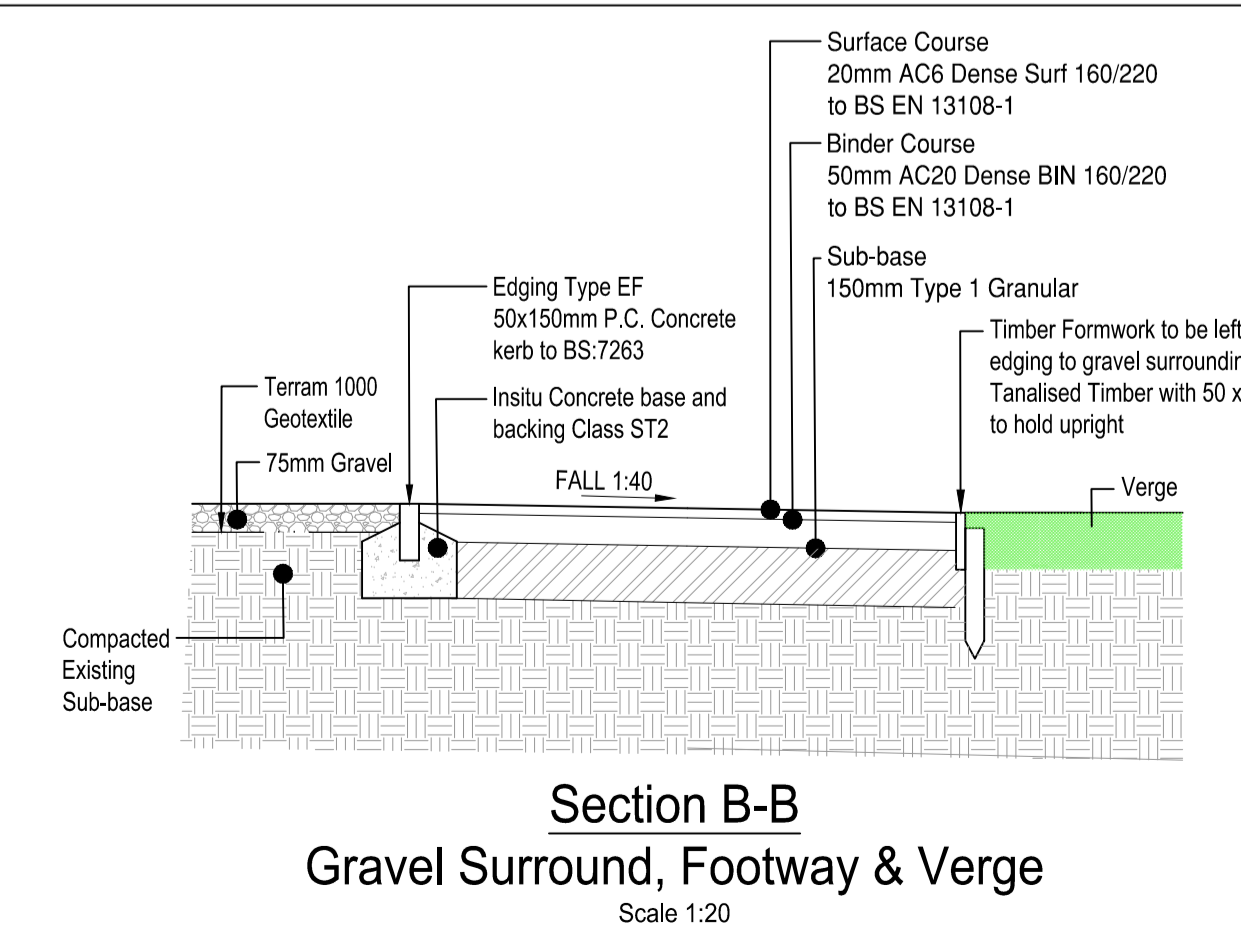 Surface Course
20mm AC6 Dense Surf 160/220
to BS EN 13108-1
Binder Course
50mm AC20 Dense BIN 160/220
to BS EN 13108-1
Sub-base
150mm Type 1 Granular
Edging Type EF
50x150mm P.C. Concrete
kerb to BS:7263
Timber Formwork to be left
edging to gravel
Tanalised Timber with 50 x
to hold upright
Terram 1000
Geotextile
Insitu Concrete base and
backing Class ST2
75mm Gravel
FALL 1:40
Verge
Compacted
Existing
Sub-base
Section B-B
Gravel Surround, Footway & Verge
Scale 1:20